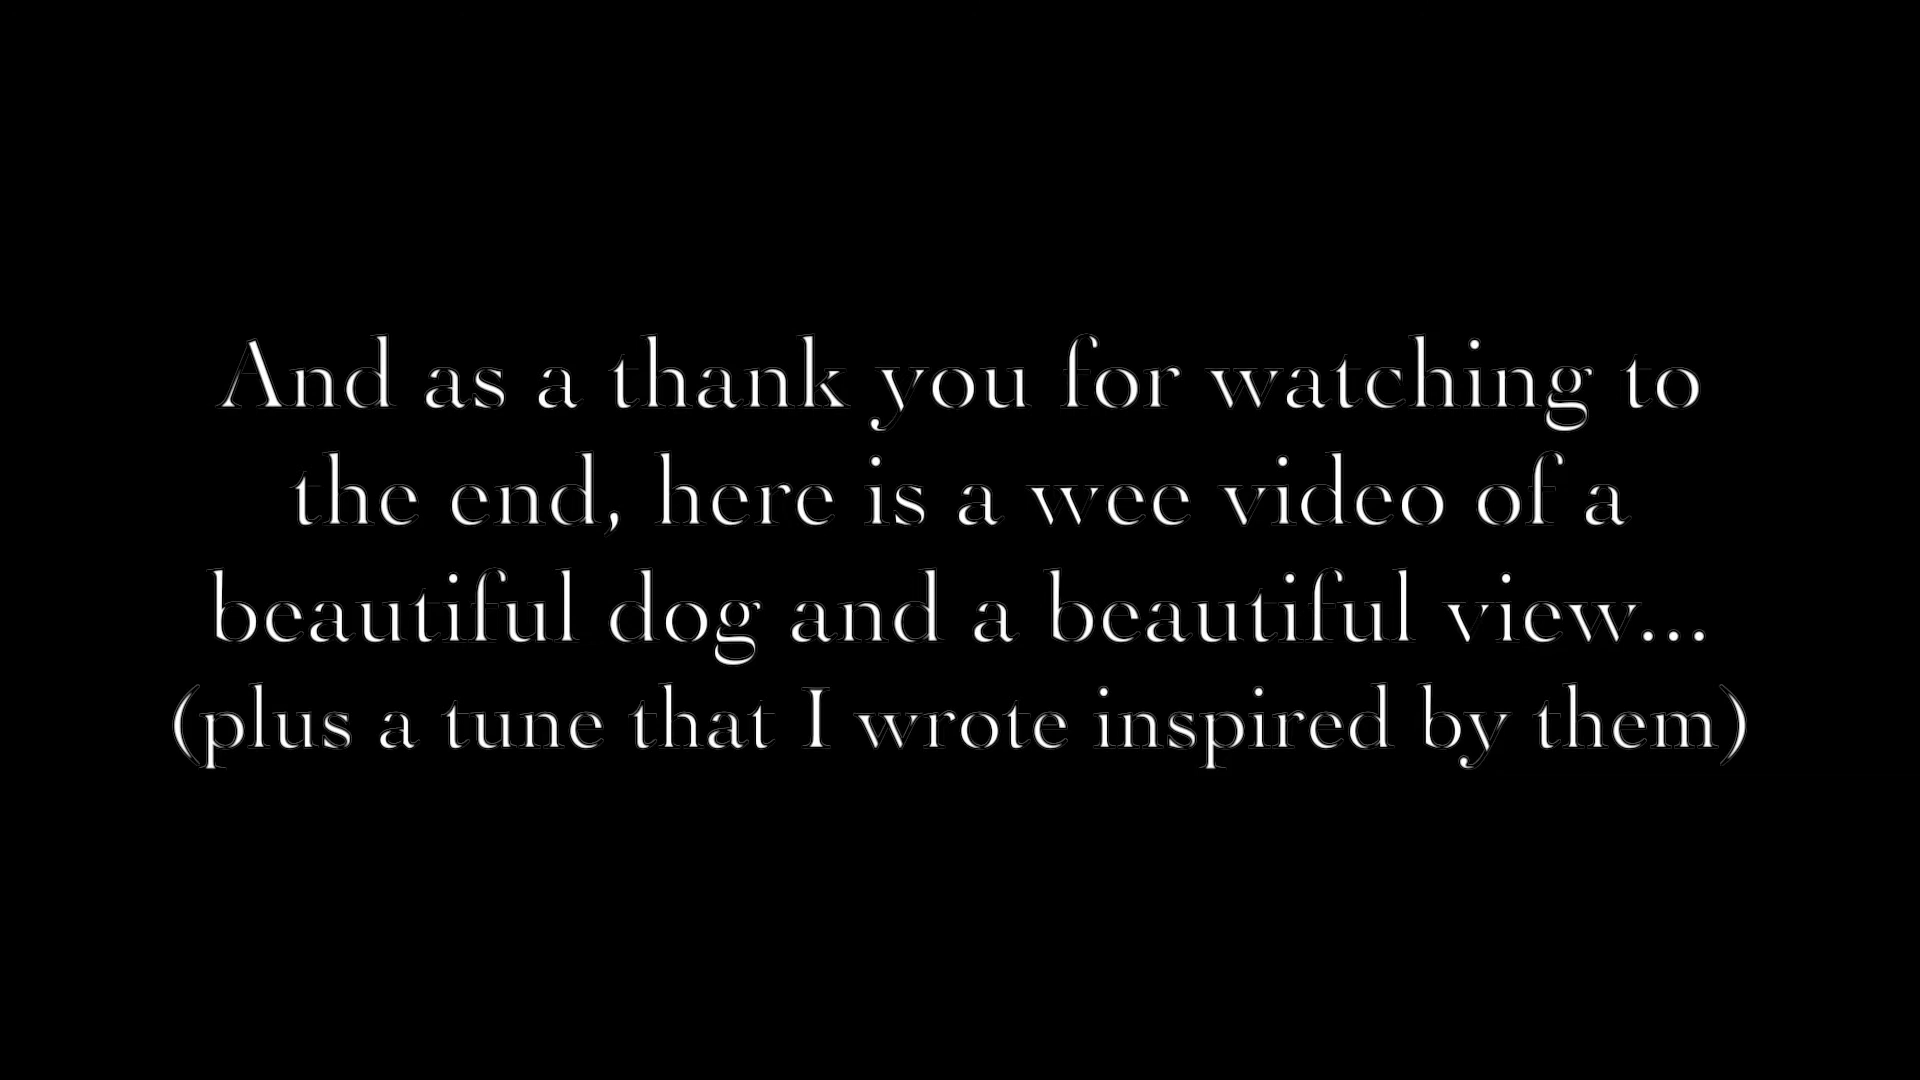 And as a thank you for watching to
the end, here is a wee video of a
beautiful dog and a beautiful view...
(plus a tune that I wrote inspired by them)